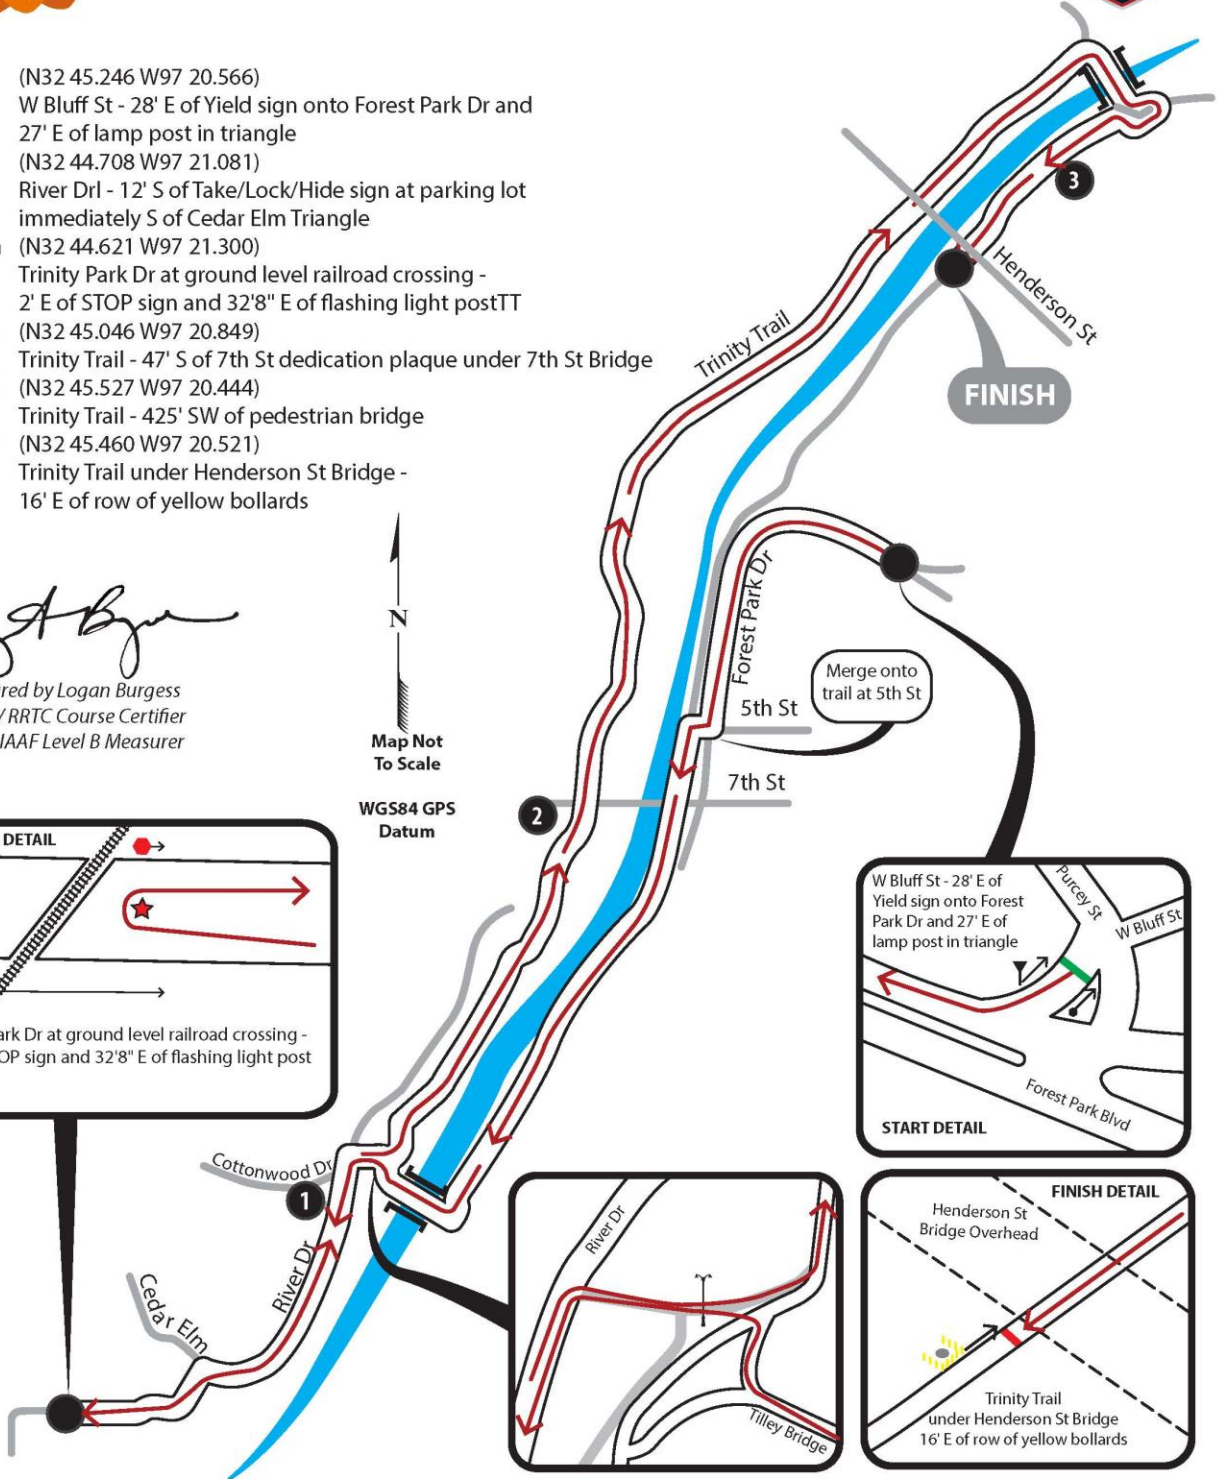 (N32 45.246 W97 20.566)
W Bluff St - 28' E of Yield sign onto Forest Park Dr and
27' E of lamp post in triangle
(N32 44.708 W97 21.081)
River Drl - 12' S of Take/Lock/Hide sign at parking lot
immediately S of Cedar Elm Triangle
(N32 44.621 W97 21.300)
Trinity Park Dr at ground level railroad crossing -
2' E of STOP sign and 32'8" E of flashing light postTT
(N32 45.046 W97 20.849)
Trinity Trail - 47' S of 7th St dedication plaque under 7th St Bridge
(N32 45.527 W97 20.444)
Trinity Trail - 425' SW of pedestrian bridge
(N32 45.460 W97 20.521)
Trinity Trail under Henderson St Bridge -
16' E of row of yellow bollards
3
Henderson St
FINISH
Trinity Trail
Forest Park Dr
Merge onto
trail at 5th St
5th St
7th St
2
N
Map Not
To Scale
WGS84 GPS
Datum
red by Logan Burgess
/ RRTC Course Certifier
IAAF Level B Measurer
DETAIL
ark Dr at ground level railroad crossing -
OP sign and 32'8" E of flashing light post
W Bluff St - 28' E of
Yield sign onto Forest
Park Dr and 27' E of
lamp post in triangle
Purcey St
W Bluff St
Forest Park Blvd
START DETAIL
Cottonwood Dr
1
River Dr
Cedar Elm
River Dr
Tilley Bridge
FINISH DETAIL
Henderson St
Bridge Overhead
Trinity Trail
under Henderson St Bridge
16' E of row of yellow bollards